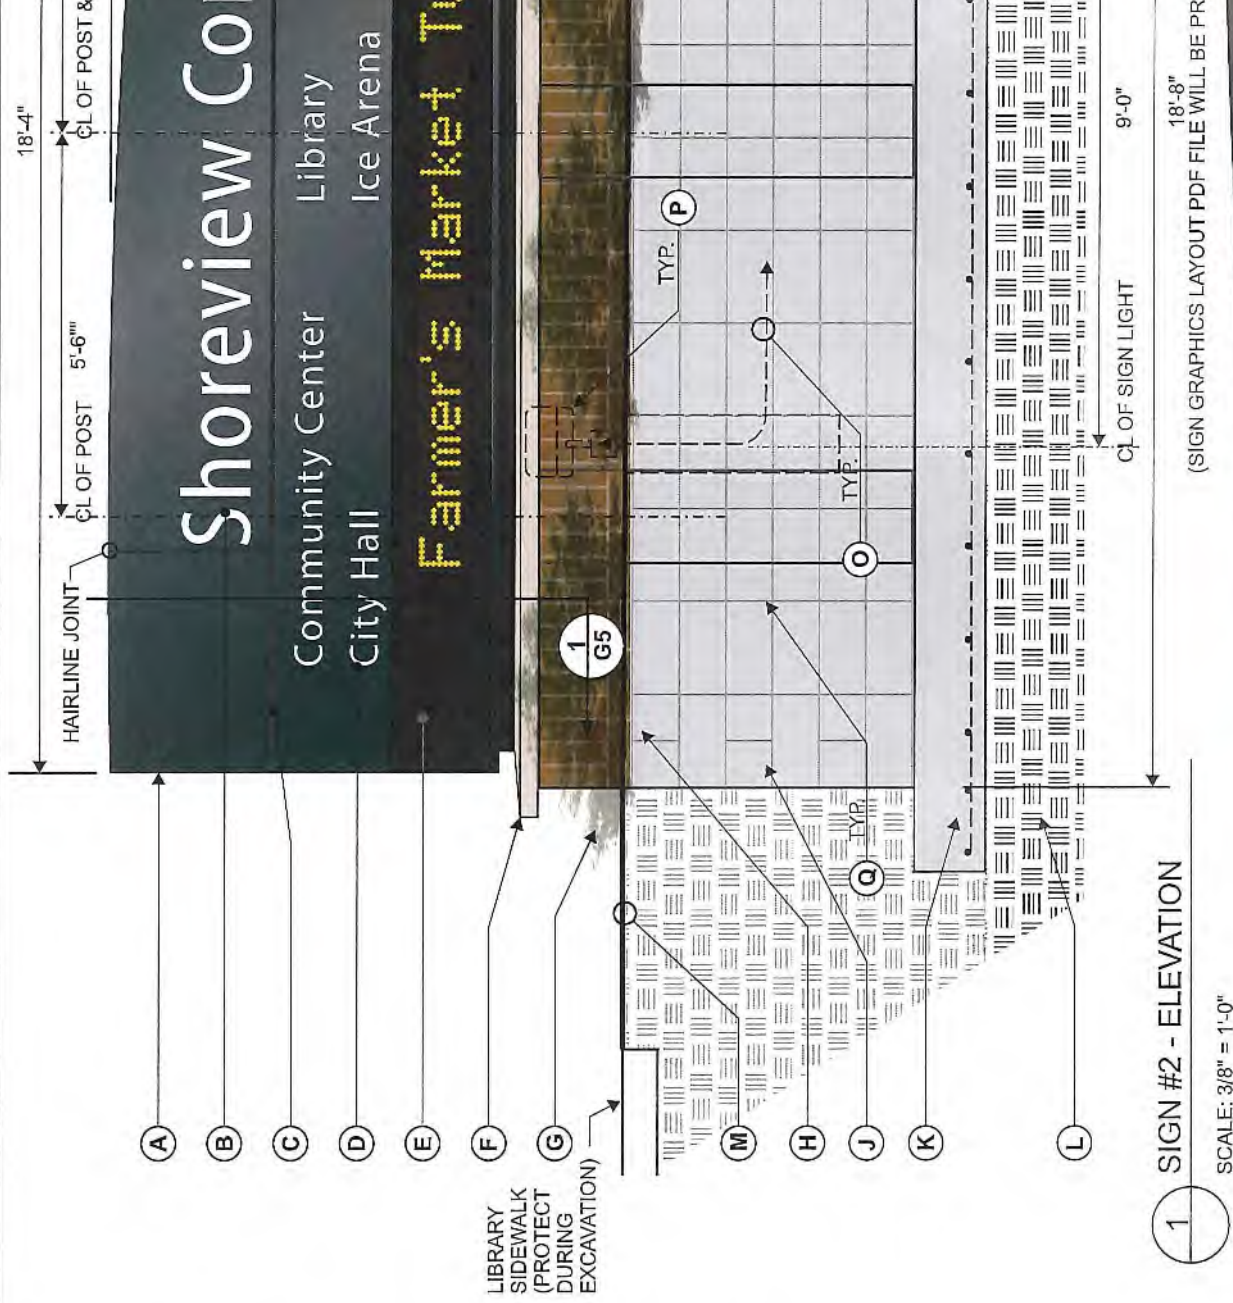 18'-4"
CL OF POST
5'-6""
CL OF POST &
HAIRLINE JOINT
Shoreview Co
Community Center Library
City Hall Ice Arena
Farmer's Market
A
B
C
D
E
F
G
LIBRARY
SIDEWALK
(PROTECT
DURING
EXCAVATION)
1
G5
TYP.
P
TYP.
O
TYP.
Q
M
H
J
K
L
CL OF SIGN LIGHT
9'-0"
18'-8"
(SIGN GRAPHICS LAYOUT PDF FILE WILL BE PR
1
SIGN #2 - ELEVATION
SCALE: 3/8" = 1'-0"